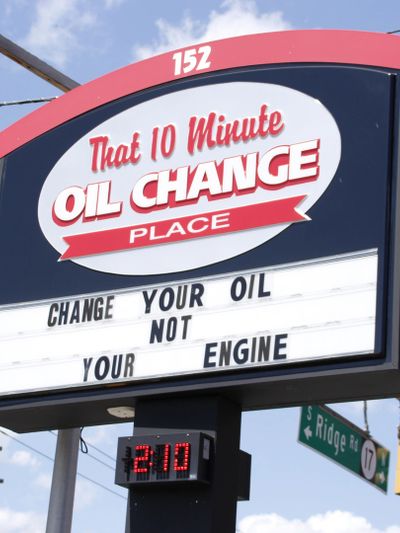 152
That 10 Minute
OIL CHANGE
PLACE
CHANGE YOUR OIL
NOT
YOUR ENGINE
2:10
S Ridge Rd
17